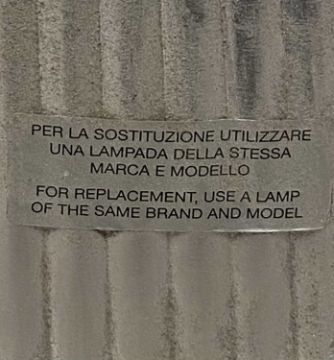 PER LA SOSTITUZIONE UTILIZZARE
UNA LAMPADA DELLA STESSA
MARCA E MODELLO
FOR REPLACEMENT, USE A LAMP
OF THE SAME BRAND AND MODEL